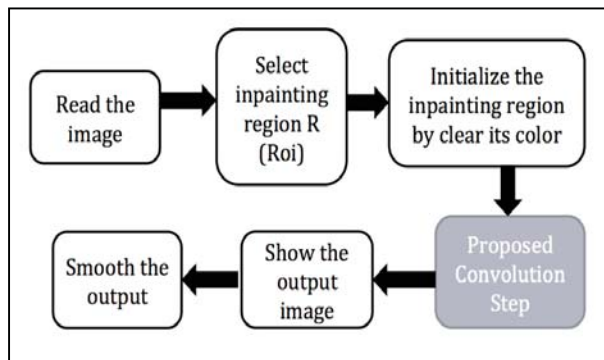 Read the
image
Select
inpainting
region R
(Roi)
Initialize the
inpainting region
by clear its color
Proposed
Convolution
Step
Show the
output
image
Smooth the
output